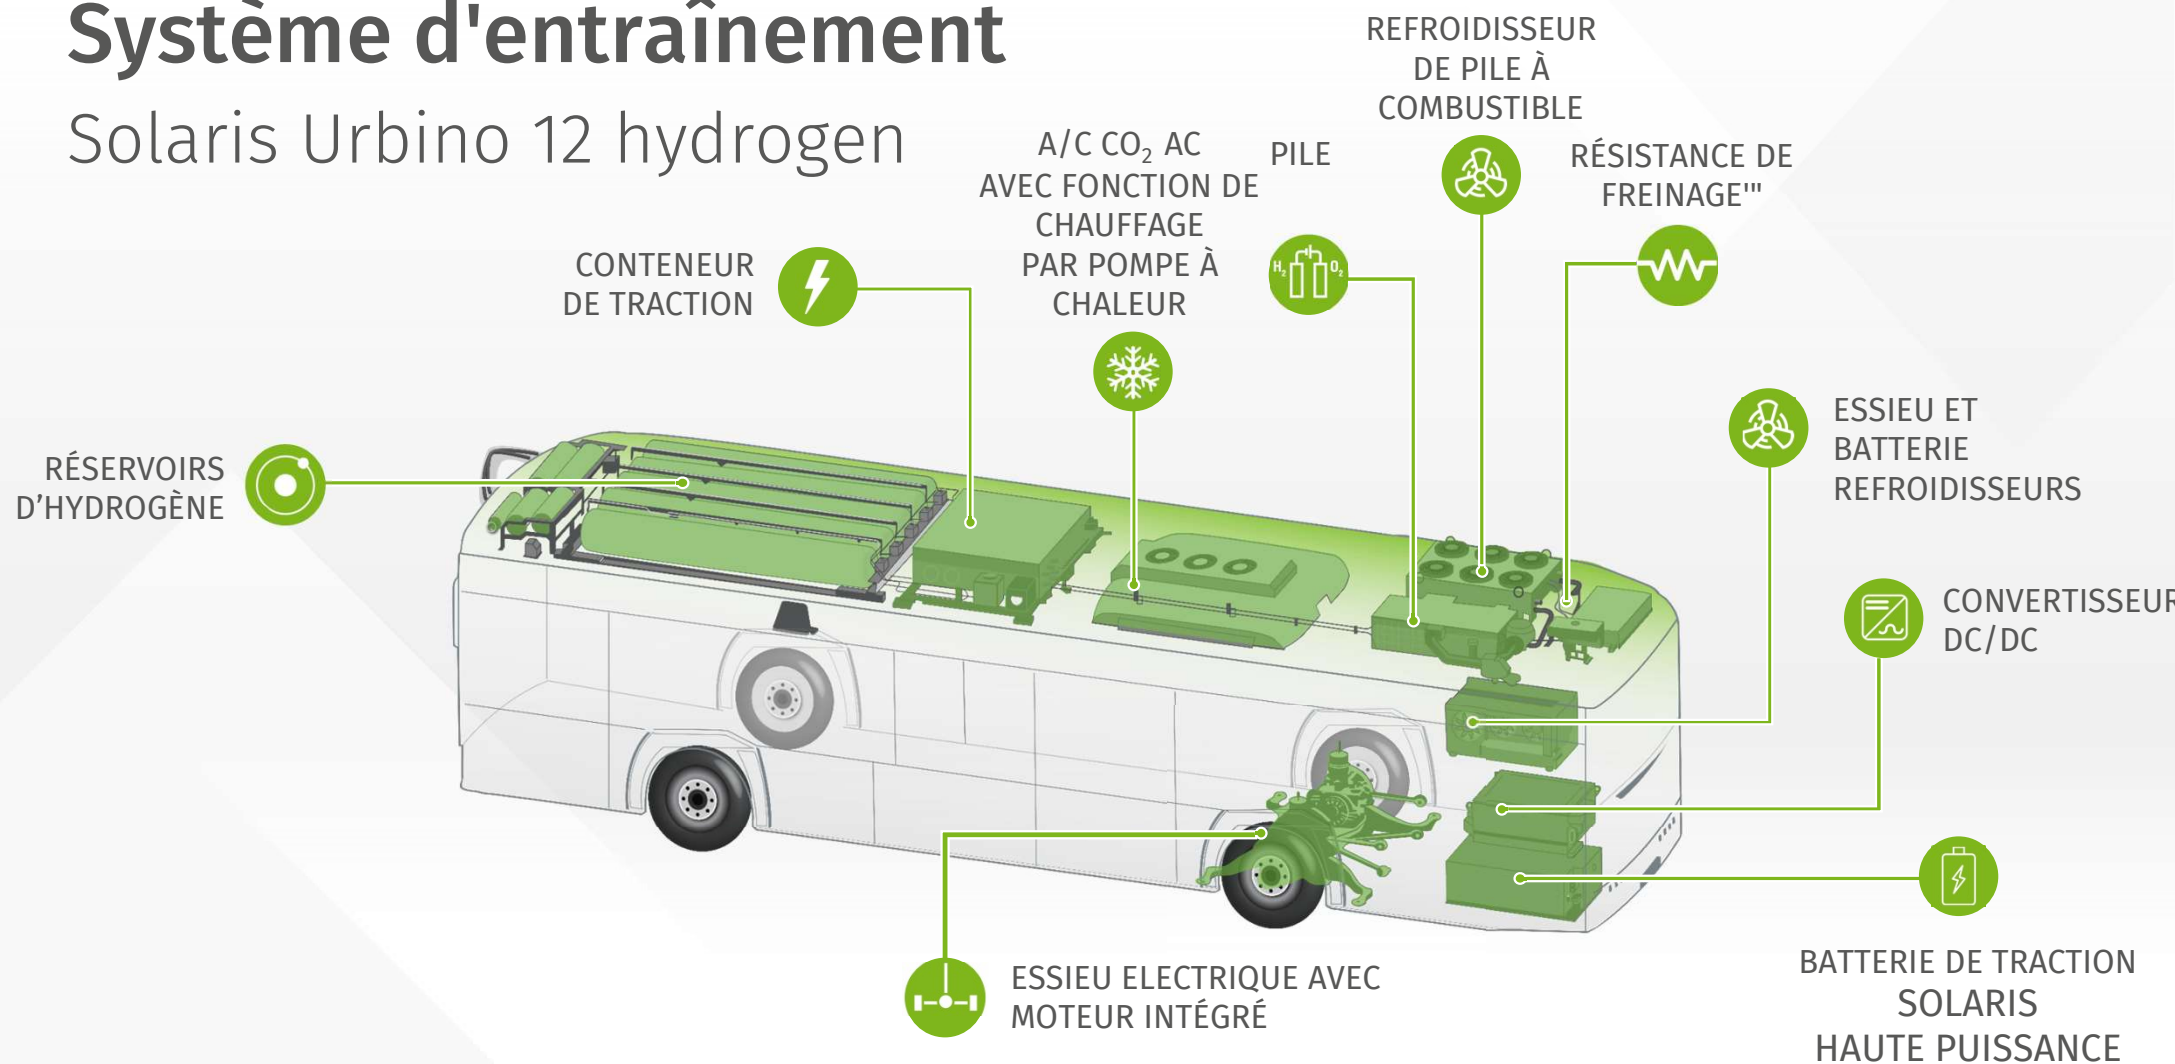 Système d'entraînement
Solaris Urbino 12 hydrogen
REFROIDISSEUR
DE PILE À
COMBUSTIBLE
A/C CO₂ AC
AVEC FONCTION DE
CHAUFFAGE
PAR POMPE À
CHALEUR
PILE
H₂ O₂
RÉSISTANCE DE
FREINAGE'"
CONTENEUR
DE TRACTION
RÉSERVOIRS
D’HYDROGÈNE
ESSIEU ET
BATTERIE
REFROIDISSEURS
CONVERTISSEUR
DC/DC
ESSIEU ELECTRIQUE AVEC
MOTEUR INTÉGRÉ
BATTERIE DE TRACTION
SOLARIS
HAUTE PUISSANCE